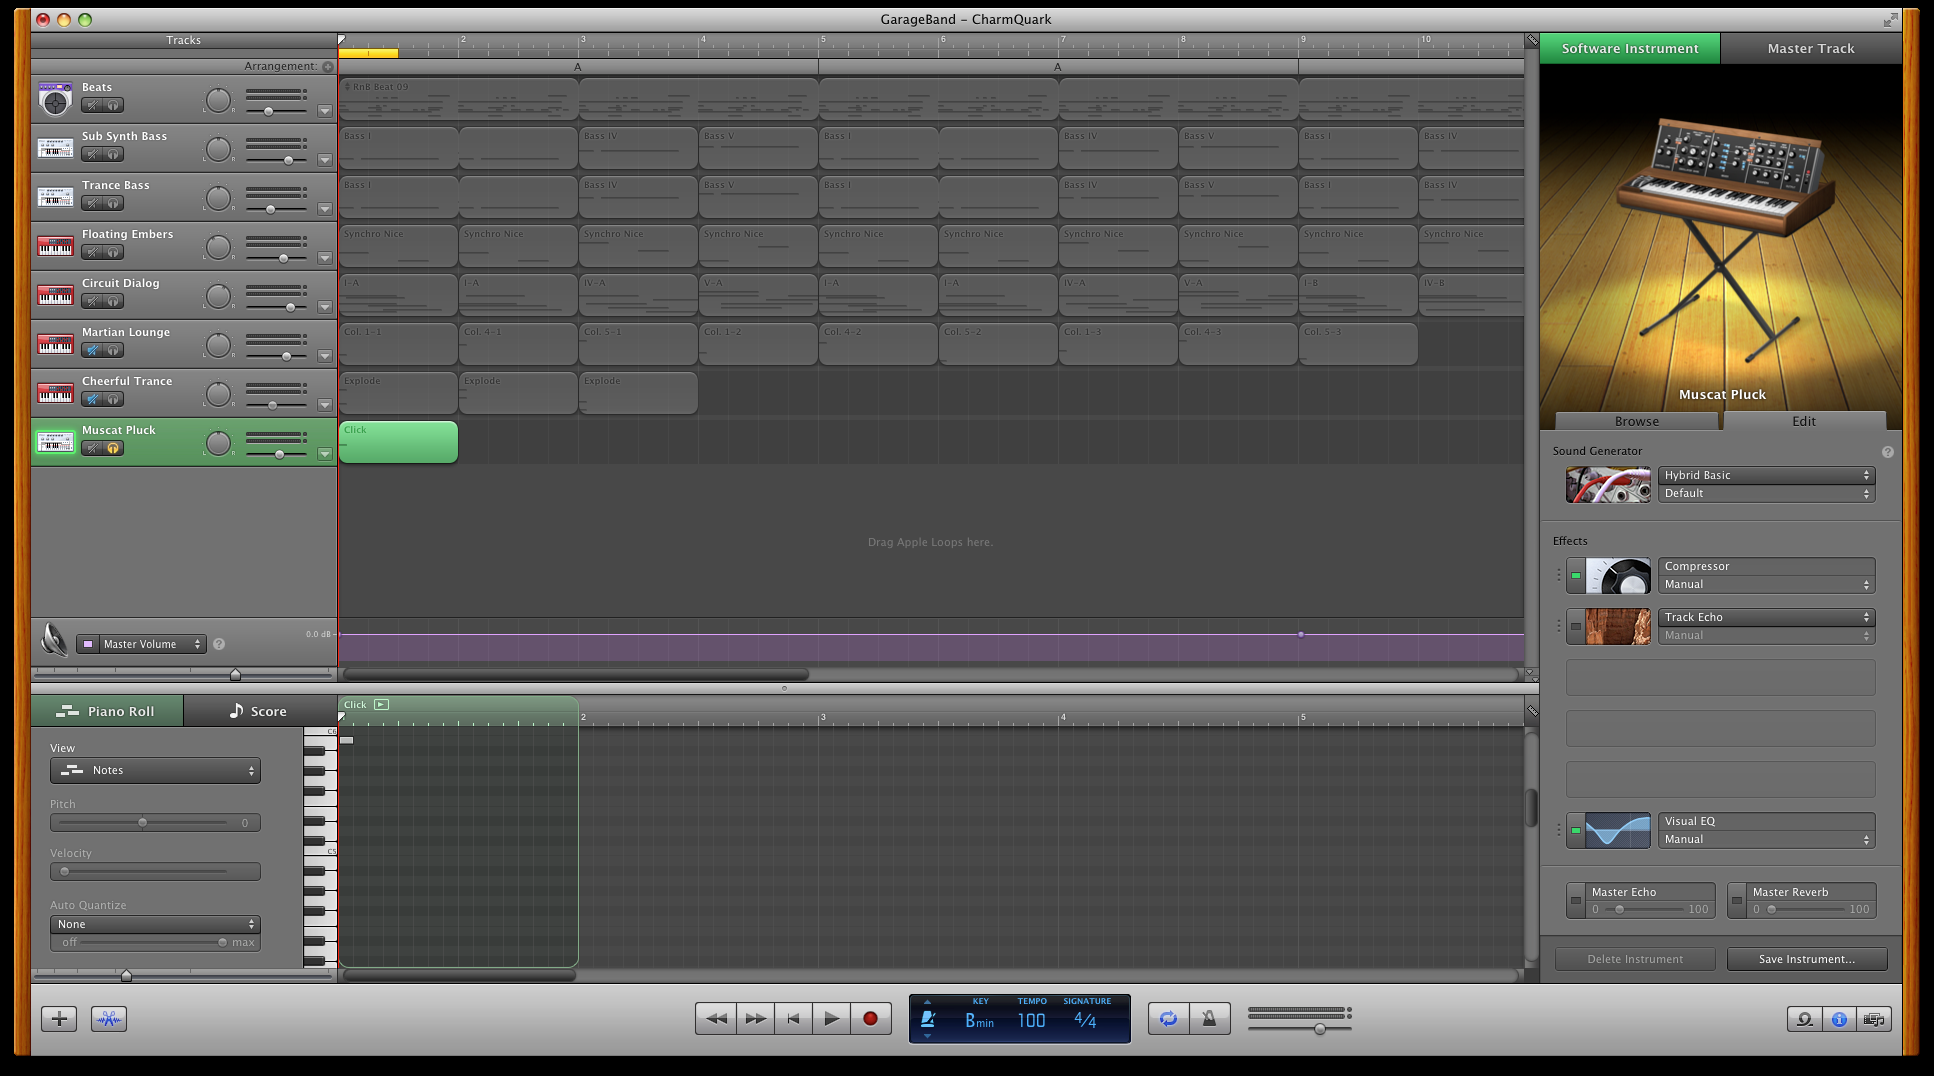 GarageBand – CharmQuark
Tracks
2 3 4 5 6 7 8 9 10
Software Instrument
Master Track
Arrangement:
A A
Beats
L R
RnB Beat 09
Sub Synth Bass
L R
Bass I Bass IV Bass V Bass I Bass IV Bass V Bass I Bass IV
Trance Bass
L R
Bass I Bass IV Bass V Bass I Bass IV Bass V Bass I Bass IV
Floating Embers
L R
Synchro Nice Synchro Nice Synchro Nice Synchro Nice Synchro Nice Synchro Nice Synchro Nice Synchro Nice Synchro Nice Synchro Nice
Circuit Dialog
L R
I-A I-A IV-A V-A I-A I-A IV-A V-A I-B IV-B
Martian Lounge
L R
Col. 1-1 Col. 4-1 Col. 5-1 Col. 1-2 Col. 4-2 Col. 5-2 Col. 1-3 Col. 4-3 Col. 5-3
Cheerful Trance
L R
Explode Explode Explode
Muscat Pluck
L R
Click
Drag Apple Loops here.
Master Volume
?
0.0 dB
Muscat Pluck
Browse
Edit
Sound Generator
?
Hybrid Basic
Default
Effects
Compressor
Manual
Track Echo
Manual
Visual EQ
Manual
Master Echo
0 100
Master Reverb
0 100
Delete Instrument
Save Instrument...
Piano Roll
Score
Click
2 3 4 5
C6
C5
View
Notes
Pitch
0
Velocity
Auto Quantize
None
off max
KEY TEMPO SIGNATURE
Bmin 100 4/4